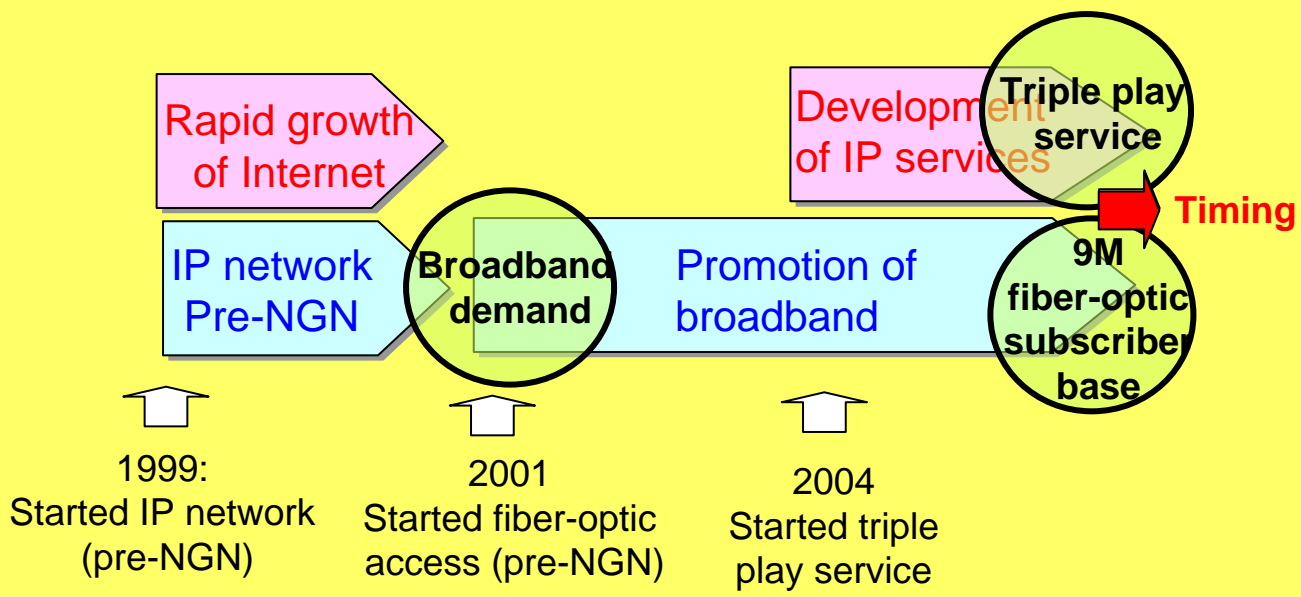 Rapid growth
of Internet
Development
of IP services
Triple play
service
Timing
IP network
Pre-NGN
Broadband
demand
Promotion of
broadband
9M
fiber-optic
subscriber
base
1999:
Started IP network
(pre-NGN)
2001
Started fiber-optic
access (pre-NGN)
2004
Started triple
play service